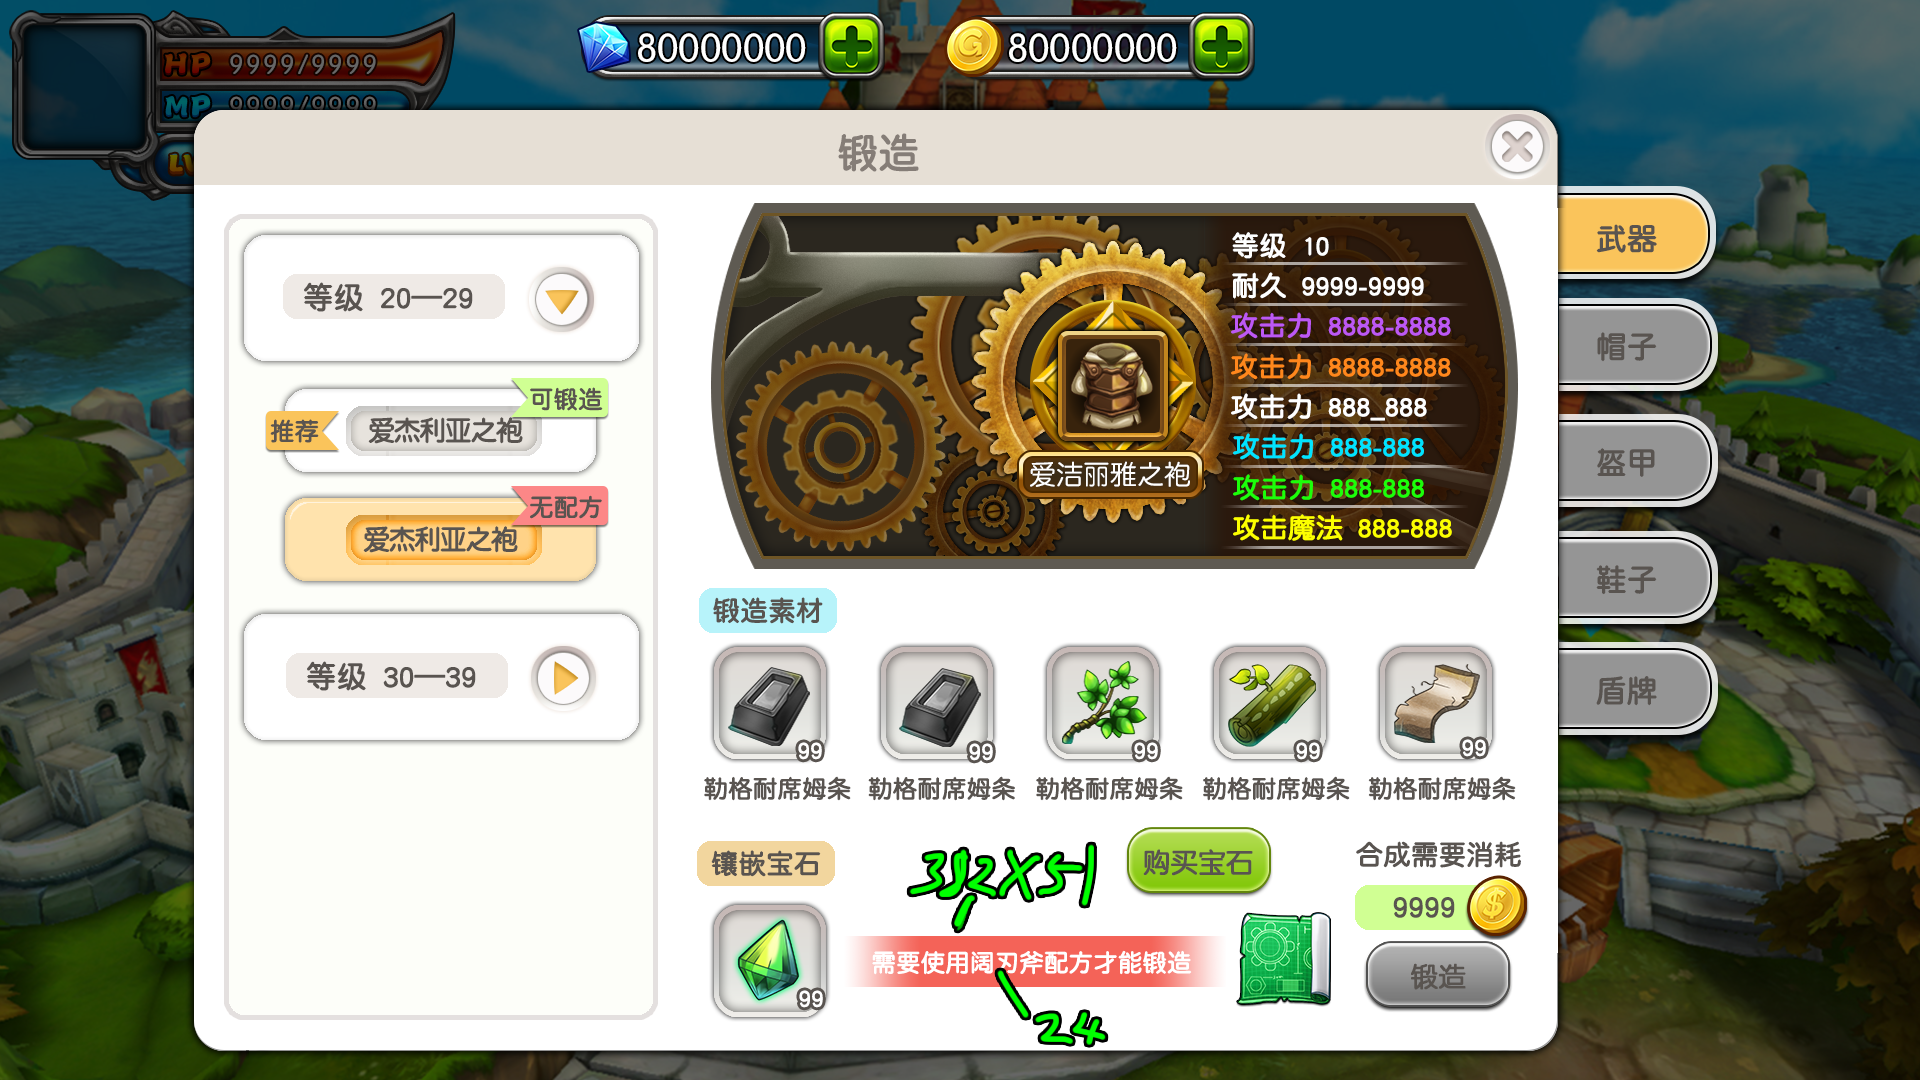 HP 9999/9999
MP 9999/9999
LV
80000000
80000000
锻造
等级 20—29
可锻造
推荐
爱杰利亚之袍
无配方
爱杰利亚之袍
等级 30—39
爱洁丽雅之袍
等级 10
耐久 9999-9999
攻击力 8888-8888
攻击力 8888-8888
攻击力 888_888
攻击力 888-888
攻击力 888-888
攻击魔法 888-888
武器
帽子
盔甲
鞋子
盾牌
锻造素材
99 99 99 99 99
勒格耐席姆条 勒格耐席姆条 勒格耐席姆条 勒格耐席姆条 勒格耐席姆条
镶嵌宝石
392X51
购买宝石
合成需要消耗
9999
99
需要使用阔刃斧配方才能锻造
24
锻造